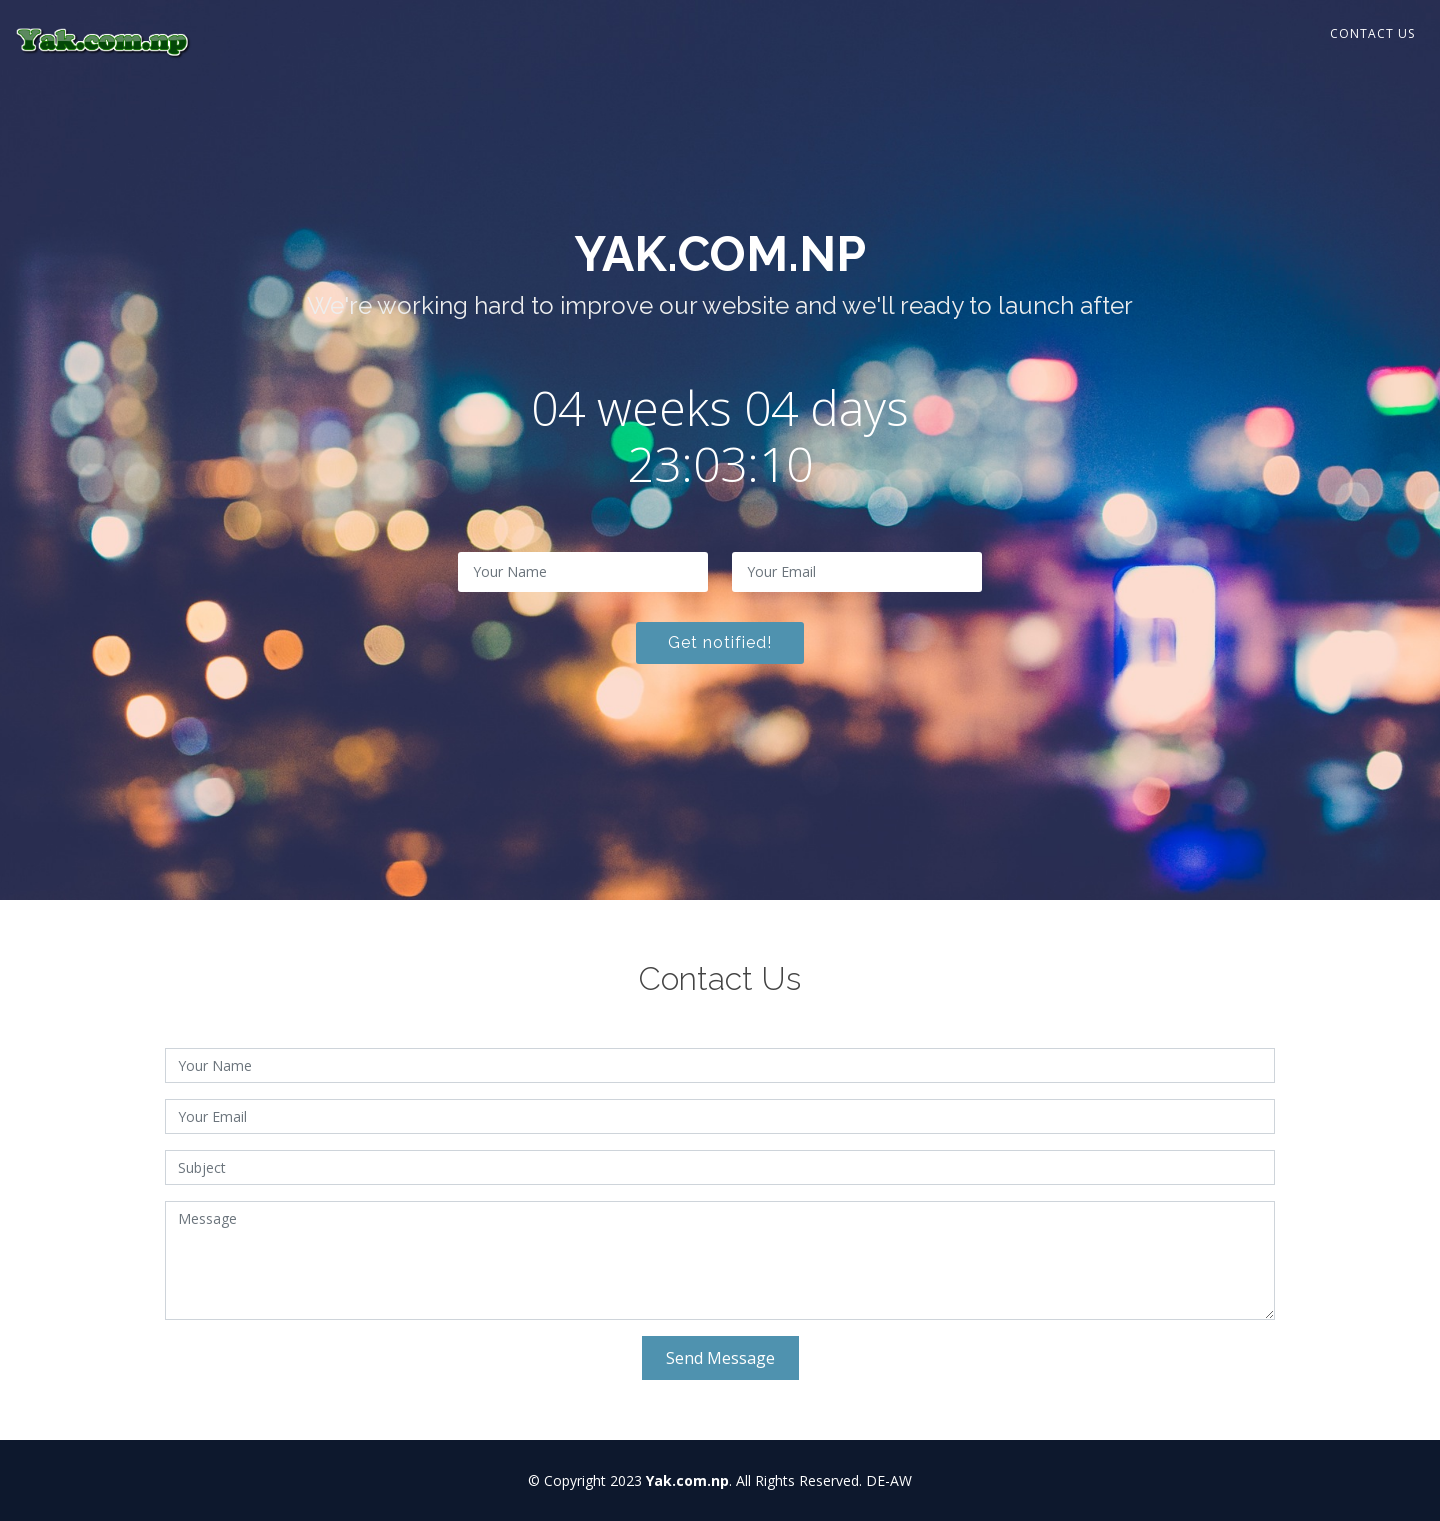 Yak.com.np
CONTACT US
YAK.COM.NP
We're working hard to improve our website and we'll ready to launch after
04 weeks 04 days
23:03:10
Your Name
Your Email
Get notified!
Contact Us
Your Name
Your Email
Subject
Message
Send Message
© Copyright 2023 Yak.com.np. All Rights Reserved. DE-AW